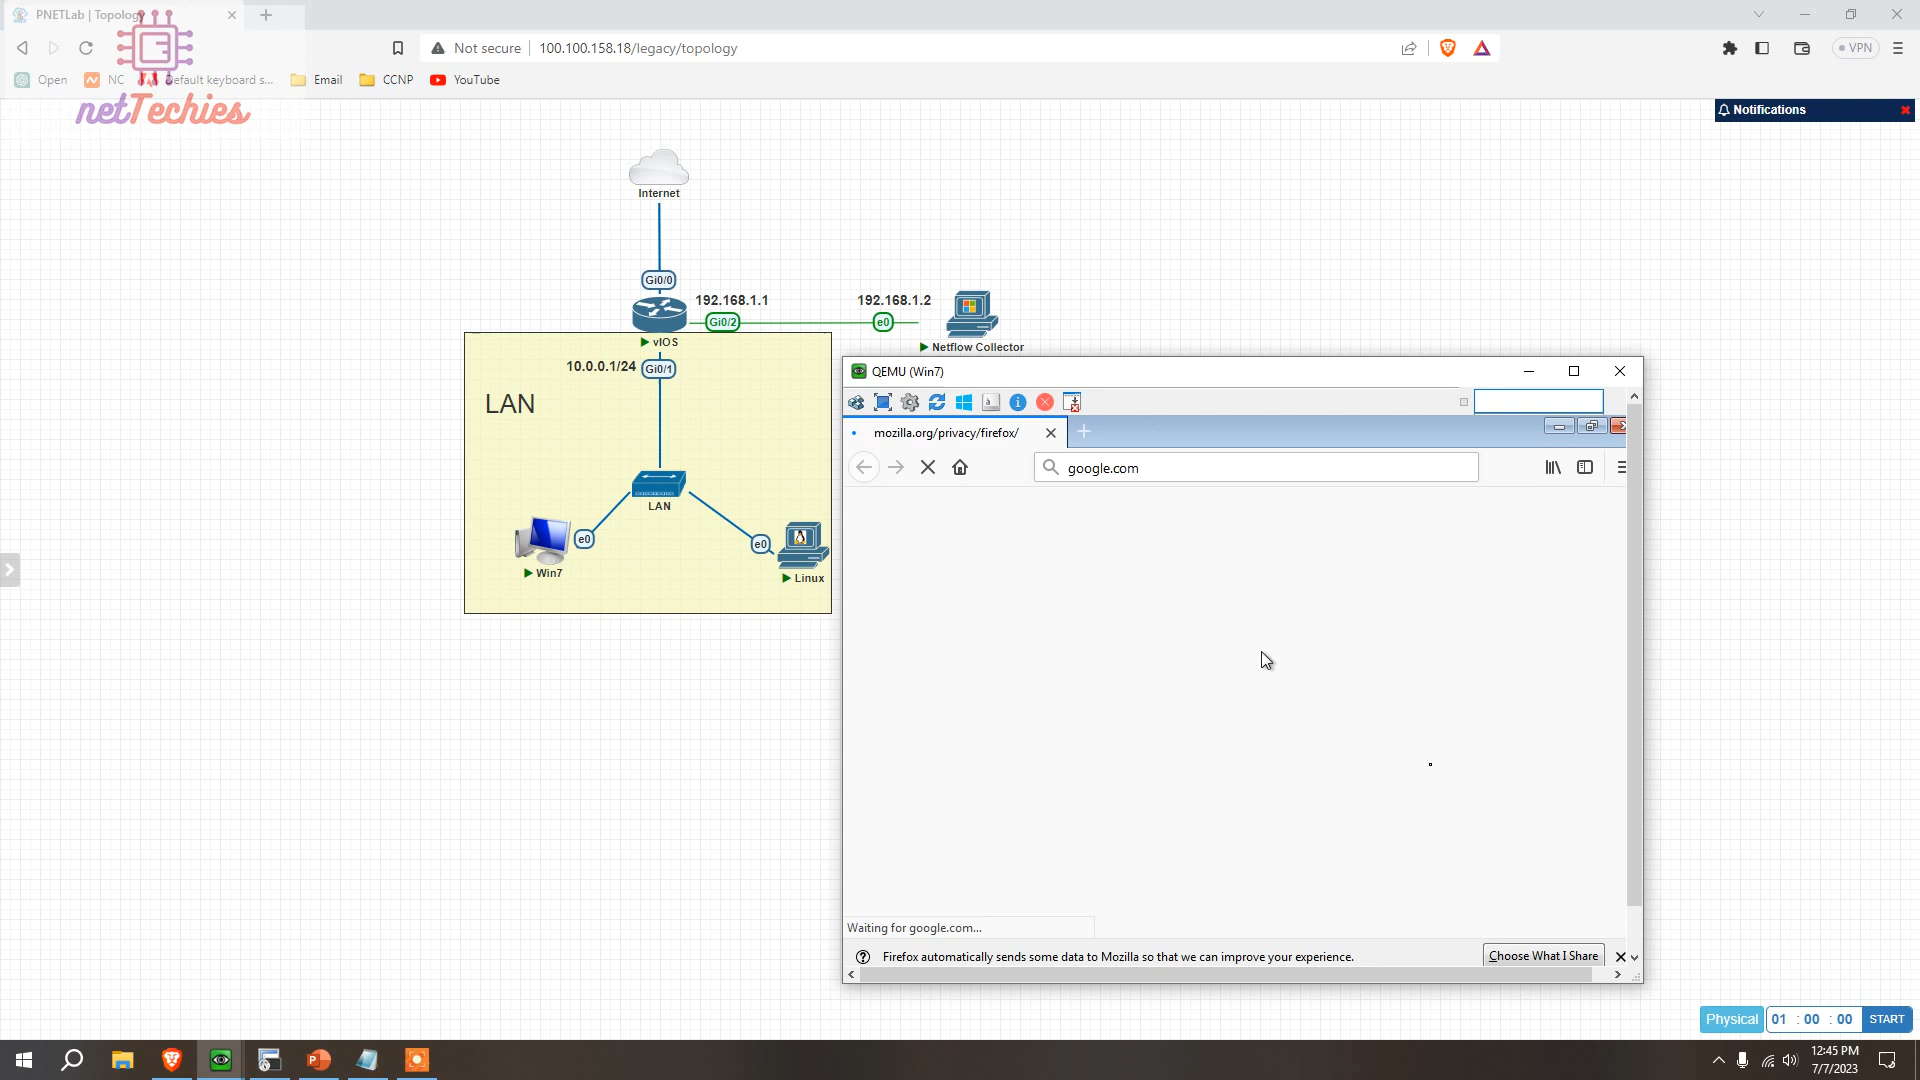 PNETLab | Topology
Not secure
100.100.158.18/legacy/topology
VPN
Open
NC
Default keyboard s...
Email
CCNP
YouTube
netTechies
Notifications
Internet
Gi0/0
192.168.1.1
192.168.1.2
Gi0/2
e0
vIOS
Netflow Collector
10.0.0.1/24
Gi0/1
LAN
QEMU (Win7)
mozilla.org/privacy/firefox/
google.com
LAN
e0
e0
Win7
Linux
Waiting for google.com...
Firefox automatically sends some data to Mozilla so that we can improve your experience.
Choose What I Share
Physical
01 : 00 : 00
START
12:45 PM
7/7/2023